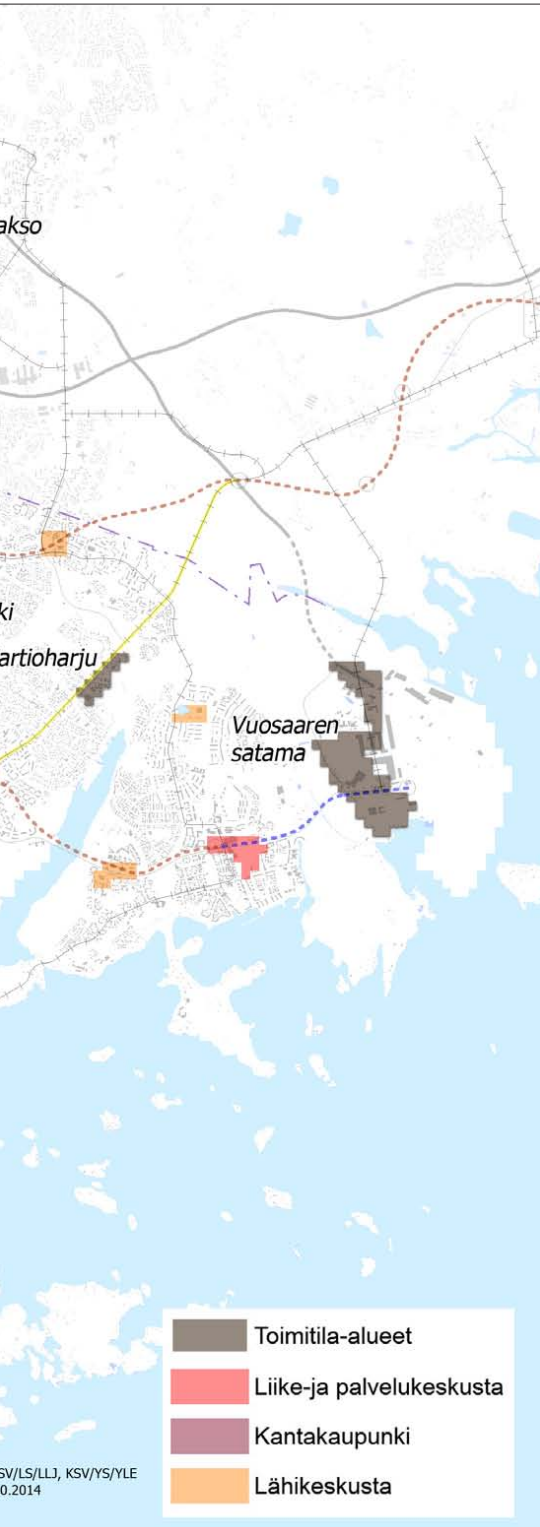 akso
ki
artioharju
Vuosaaren
satama
Toimitila-alueet
Liike-ja palvelukeskusta
Kantakaupunki
Lähikeskusta
SV/LS/LLJ, KSV/YS/YLE
0.2014